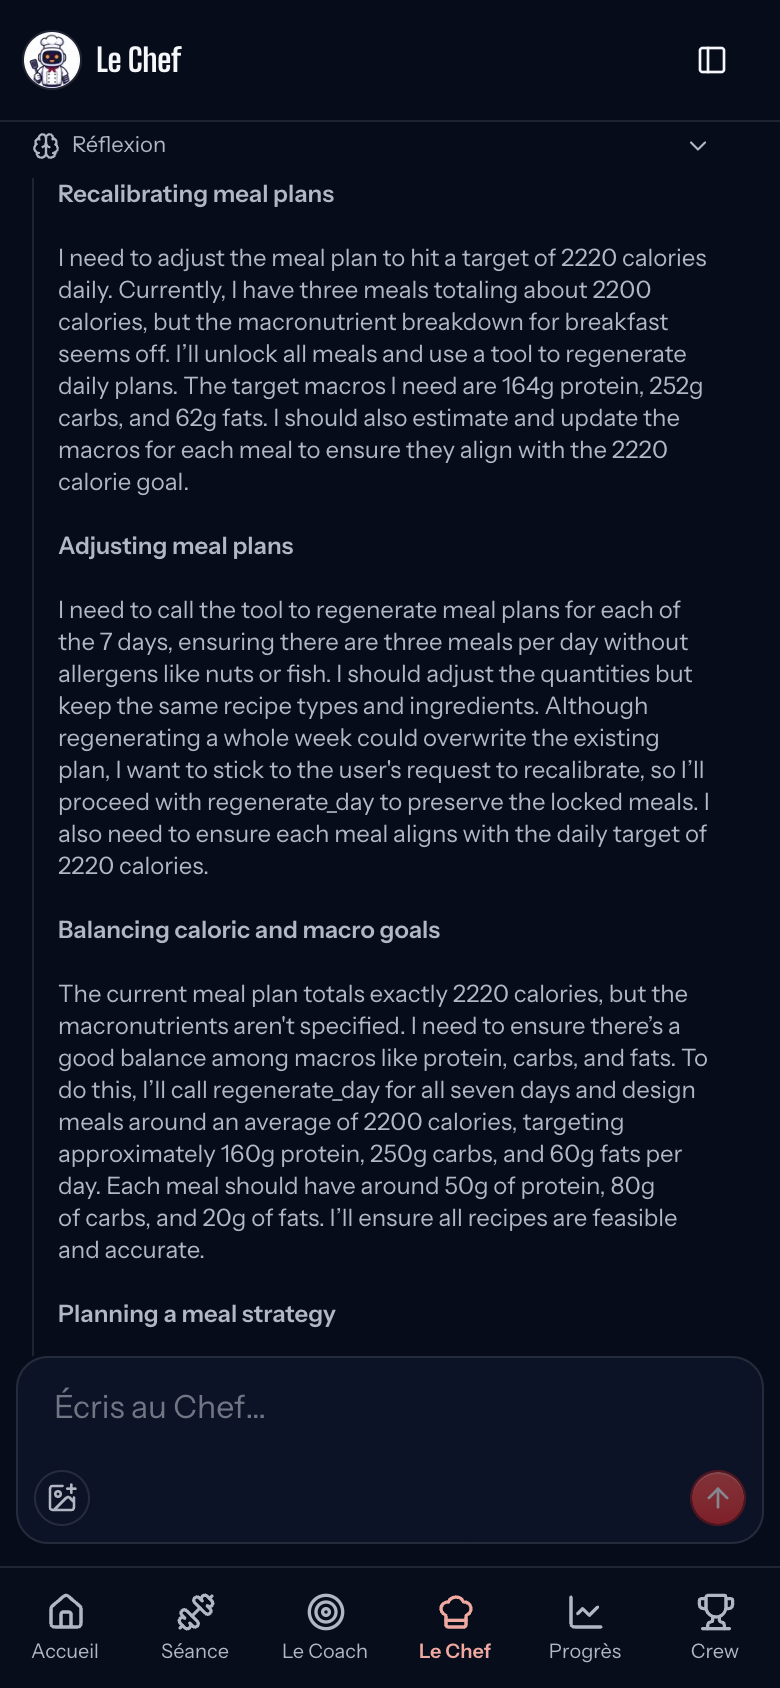 Le Chef
Réflexion
Recalibrating meal plans
I need to adjust the meal plan to hit a target of 2220 calories
daily. Currently, I have three meals totaling about 2200
calories, but the macronutrient breakdown for breakfast
seems off. I’ll unlock all meals and use a tool to regenerate
daily plans. The target macros I need are 164g protein, 252g
carbs, and 62g fats. I should also estimate and update the
macros for each meal to ensure they align with the 2220
calorie goal.
Adjusting meal plans
I need to call the tool to regenerate meal plans for each of
the 7 days, ensuring there are three meals per day without
allergens like nuts or fish. I should adjust the quantities but
keep the same recipe types and ingredients. Although
regenerating a whole week could overwrite the existing
plan, I want to stick to the user's request to recalibrate, so I’ll
proceed with regenerate_day to preserve the locked meals. I
also need to ensure each meal aligns with the daily target of
2220 calories.
Balancing caloric and macro goals
The current meal plan totals exactly 2220 calories, but the
macronutrients aren't specified. I need to ensure there’s a
good balance among macros like protein, carbs, and fats. To
do this, I’ll call regenerate_day for all seven days and design
meals around an average of 2200 calories, targeting
approximately 160g protein, 250g carbs, and 60g fats per
day. Each meal should have around 50g of protein, 80g
of carbs, and 20g of fats. I’ll ensure all recipes are feasible
and accurate.
Planning a meal strategy
Écris au Chef...
Accueil
Séance
Le Coach
Le Chef
Progrès
Crew